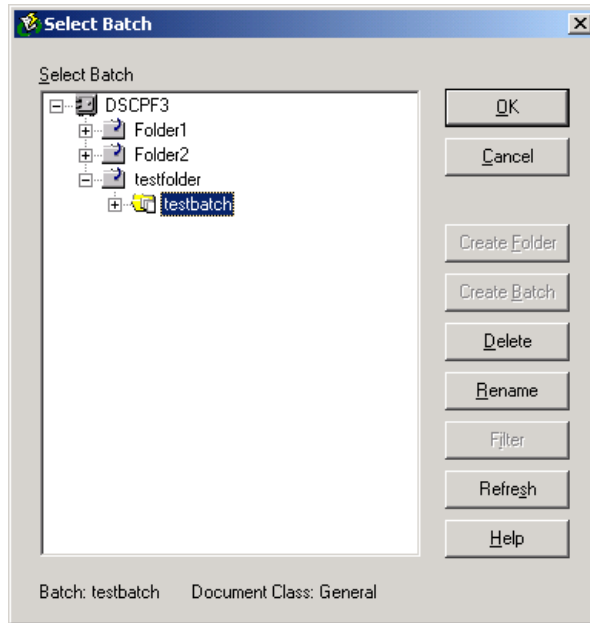 Select Batch
Select Batch
DSCPF3
Folder1
Folder2
testfolder
testbatch
OK
Cancel
Create Folder
Create Batch
Delete
Rename
Filter
Refresh
Help
Batch: testbatch Document Class: General